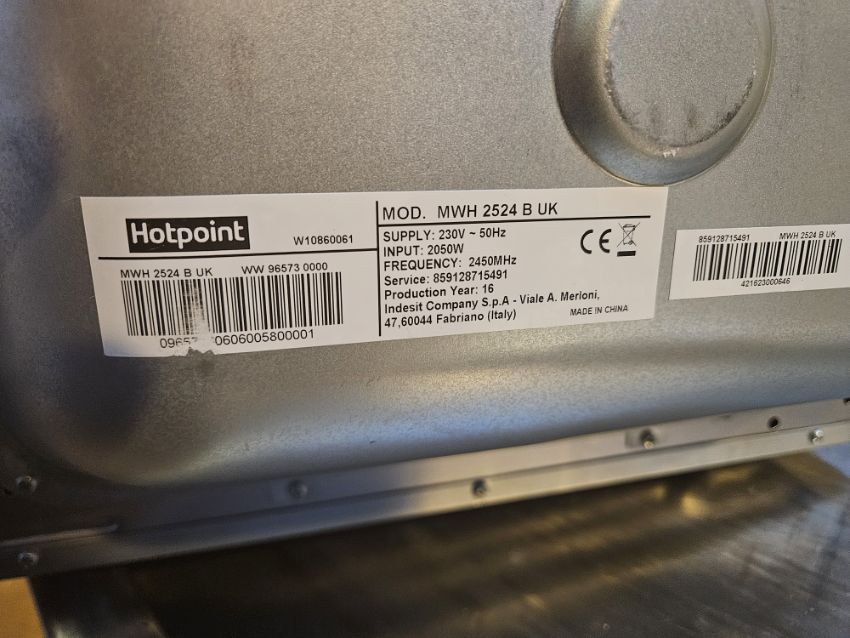 Hotpoint
W10860061
MWH 2524 B UK WW 96573 0000
0606005800001
MOD. MWH 2524 B UK
SUPPLY: 230V ~ 50Hz
INPUT: 2050W
FREQUENCY: 2450MHz
Service: 859128715491
Production Year: 16
Indesit Company S.p.A - Viale A. Merloni,
47,60044 Fabriano (Italy)
CE
MADE IN CHINA
859128715491 MWH 2524 B UK
421623000646